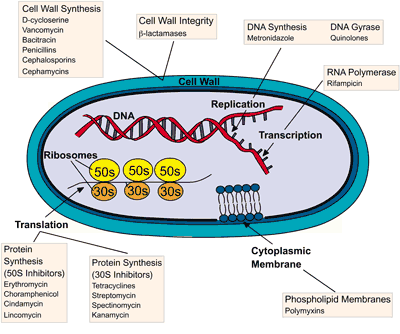 Cell Wall Synthesis
D-cycloserine
Vancomycin
Bacitracin
Penicillins
Cephalosporins
Cephamycins
Cell Wall Integrity
β-lactamases
DNA Synthesis
Metronidazole
DNA Gyrase
Quinolones
RNA Polymerase
Rifampicin
Cell Wall
DNA
Replication
Transcription
Ribosomes
50s 50s 50s
30s 30s 30s
Translation
Cytoplasmic
Membrane
Protein
Synthesis
(50S Inhibitors)
Erythromycin
Choramphenicol
Cindamycin
Lincomycin
Protein Synthesis
(30S Inhibitors)
Tetracyclines
Streptomycin
Spectinomycin
Kanamycin
Phospholipid Membranes
Polymyxins